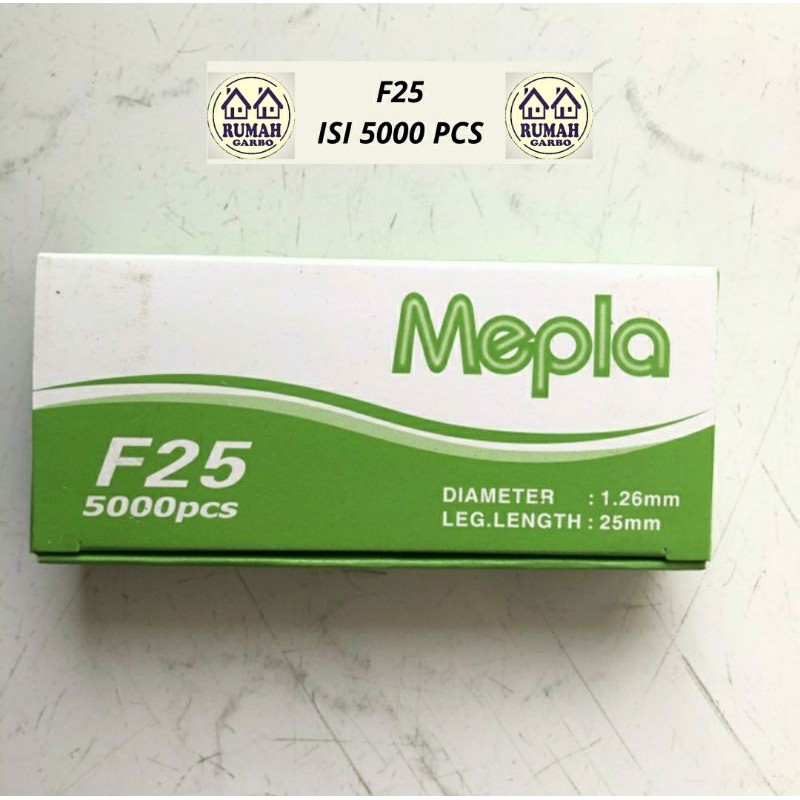 F25
ISI 5000 PCS
RUMAH
GARBO
RUMAH
GARBO
Mepla
F25
5000pcs
DIAMETER : 1.26mm
LEG.LENGTH : 25mm